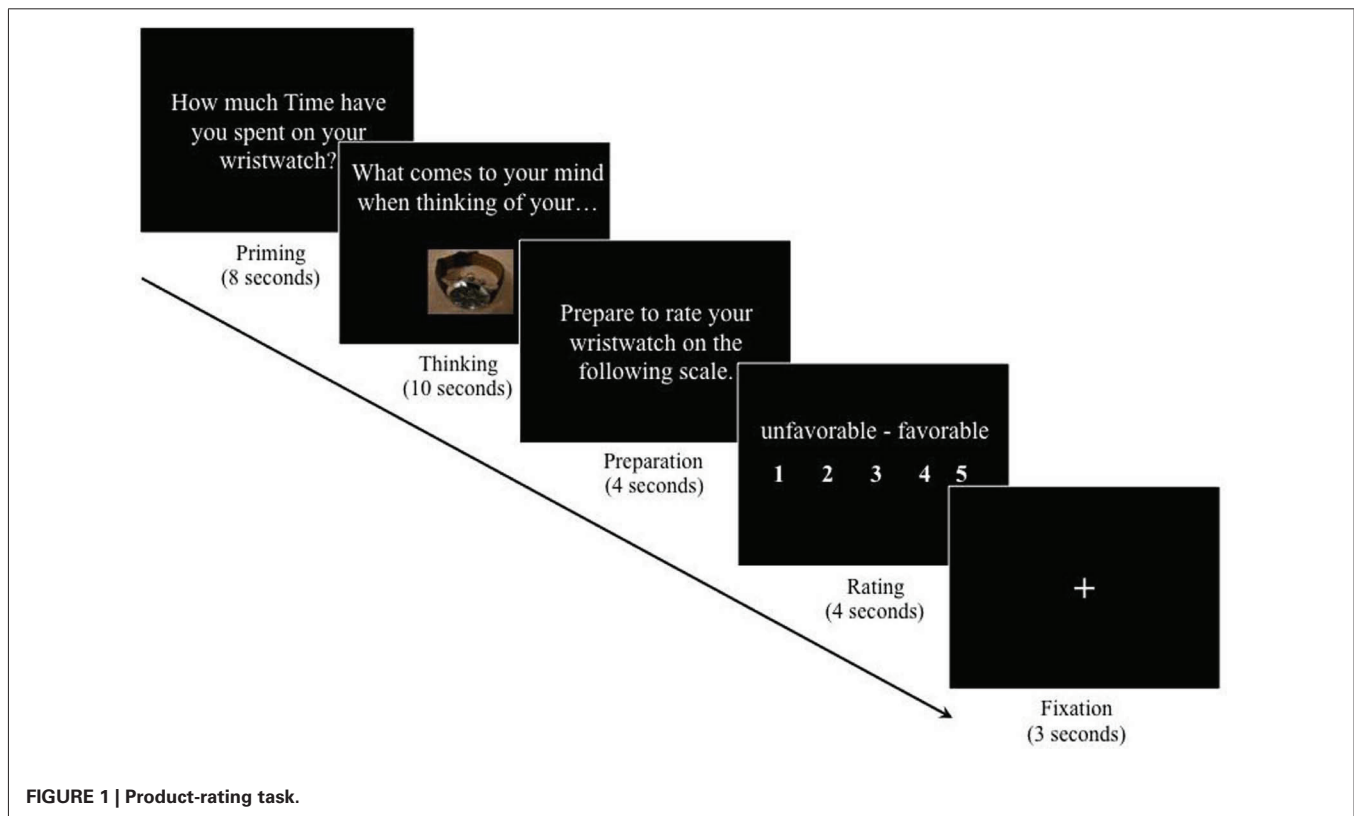 How much Time have
you spent on your
wristwatch?
Priming
(8 seconds)
What comes to your mind
when thinking of your…
Thinking
(10 seconds)
Prepare to rate your
wristwatch on the
following scale.
Preparation
(4 seconds)
unfavorable - favorable
1 2 3 4 5
Rating
(4 seconds)
+
Fixation
(3 seconds)
FIGURE 1 | Product-rating task.